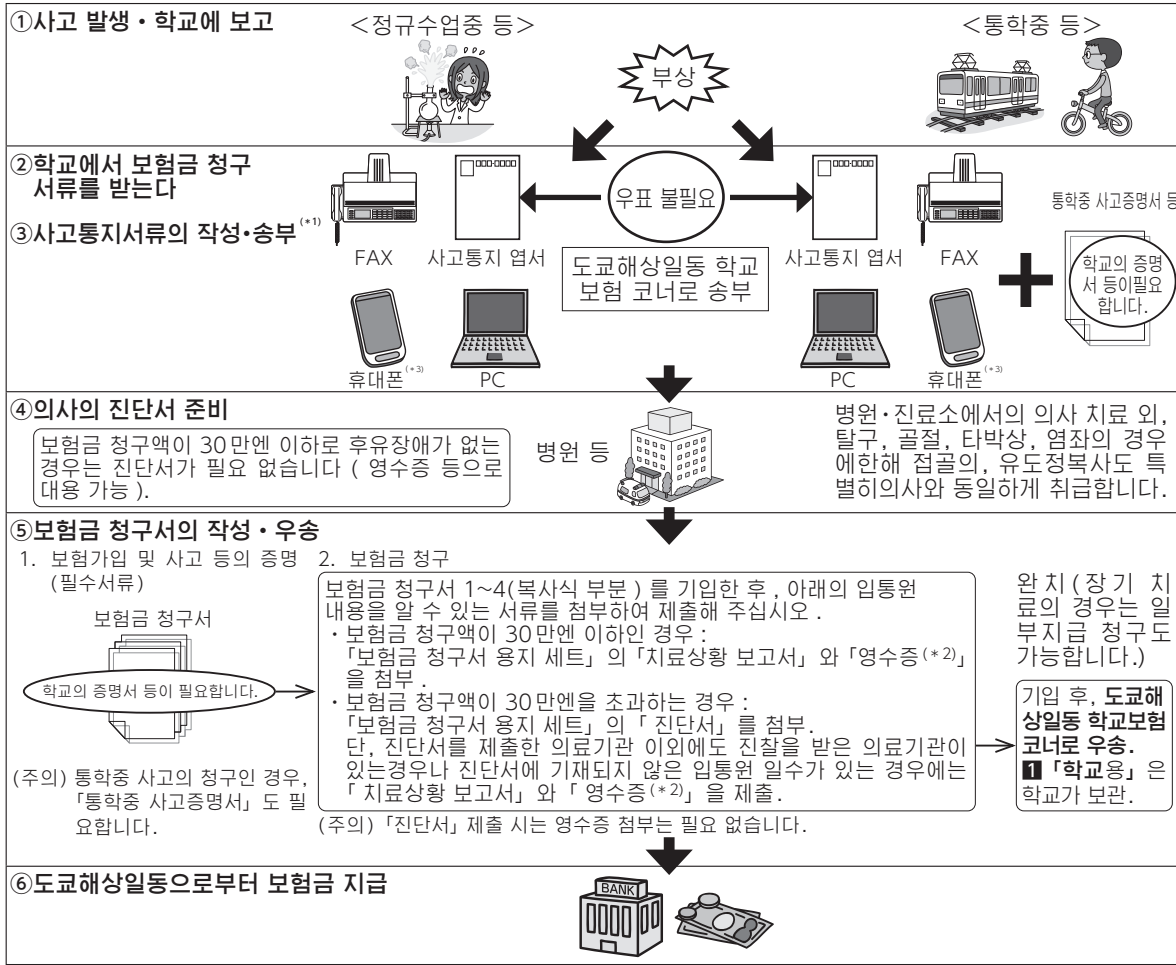 ①사고 발생・학교에 보고
<정규수업중 등>
부상
<통학중 등>
②학교에서 보험금 청구
서류를 받는다
③사고통지서류의 작성・송부(*1)
FAX
사고통지 엽서
우표 불필요
도쿄해상일동 학교
보험 코너로 송부
사고통지 엽서
FAX
통학중 사고증명서 등
학교의 증명
서 등이필요
합니다.
휴대폰(*3)
PC
PC
휴대폰(*3)
④의사의 진단서 준비
보험금 청구액이 30만엔 이하로 후유장애가 없는
경우는 진단서가 필요 없습니다 ( 영수증 등으로
대용 가능 ).
병원 등
병원・진료소에서의 의사 치료 외,
탈구, 골절, 타박상, 염좌의 경우
에한해 접골의, 유도정복사도 특
별히의사와 동일하게 취급합니다.
⑤보험금 청구서의 작성・우송
1. 보험가입 및 사고 등의 증명
(필수서류)
보험금 청구서
학교의 증명서 등이 필요합니다.
(주의) 통학중 사고의 청구인 경우,
「통학중 사고증명서」도 필
요합니다.
2. 보험금 청구
보험금 청구서 1~4(복사식 부분 ) 를 기입한 후 , 아래의 입통원
내용을 알 수 있는 서류를 첨부하여 제출해 주십시오 .
・보험금 청구액이 30만엔 이하인 경우 :
「보험금 청구서 용지 세트」의「치료상황 보고서」와「영수증(*2)」
을 첨부 .
・보험금 청구액이 30만엔을 초과하는 경우 :
「보험금 청구서 용지 세트」의「 진단서」를 첨부.
단, 진단서를 제출한 의료기관 이외에도 진찰을 받은 의료기관이
있는경우나 진단서에 기재되지 않은 입통원 일수가 있는 경우에는
「 치료상황 보고서」와「 영수증(*2)」을 제출.
(주의)「진단서」제출 시는 영수증 첨부는 필요 없습니다.
완치(장기 치
료의 경우는 일
부지급 청구도
가능합니다.)
기입 후, 도쿄해
상일동 학교보험
코너로 우송.
1「학교용」은
학교가 보관.
⑥도쿄해상일동으로부터 보험금 지급
BANK